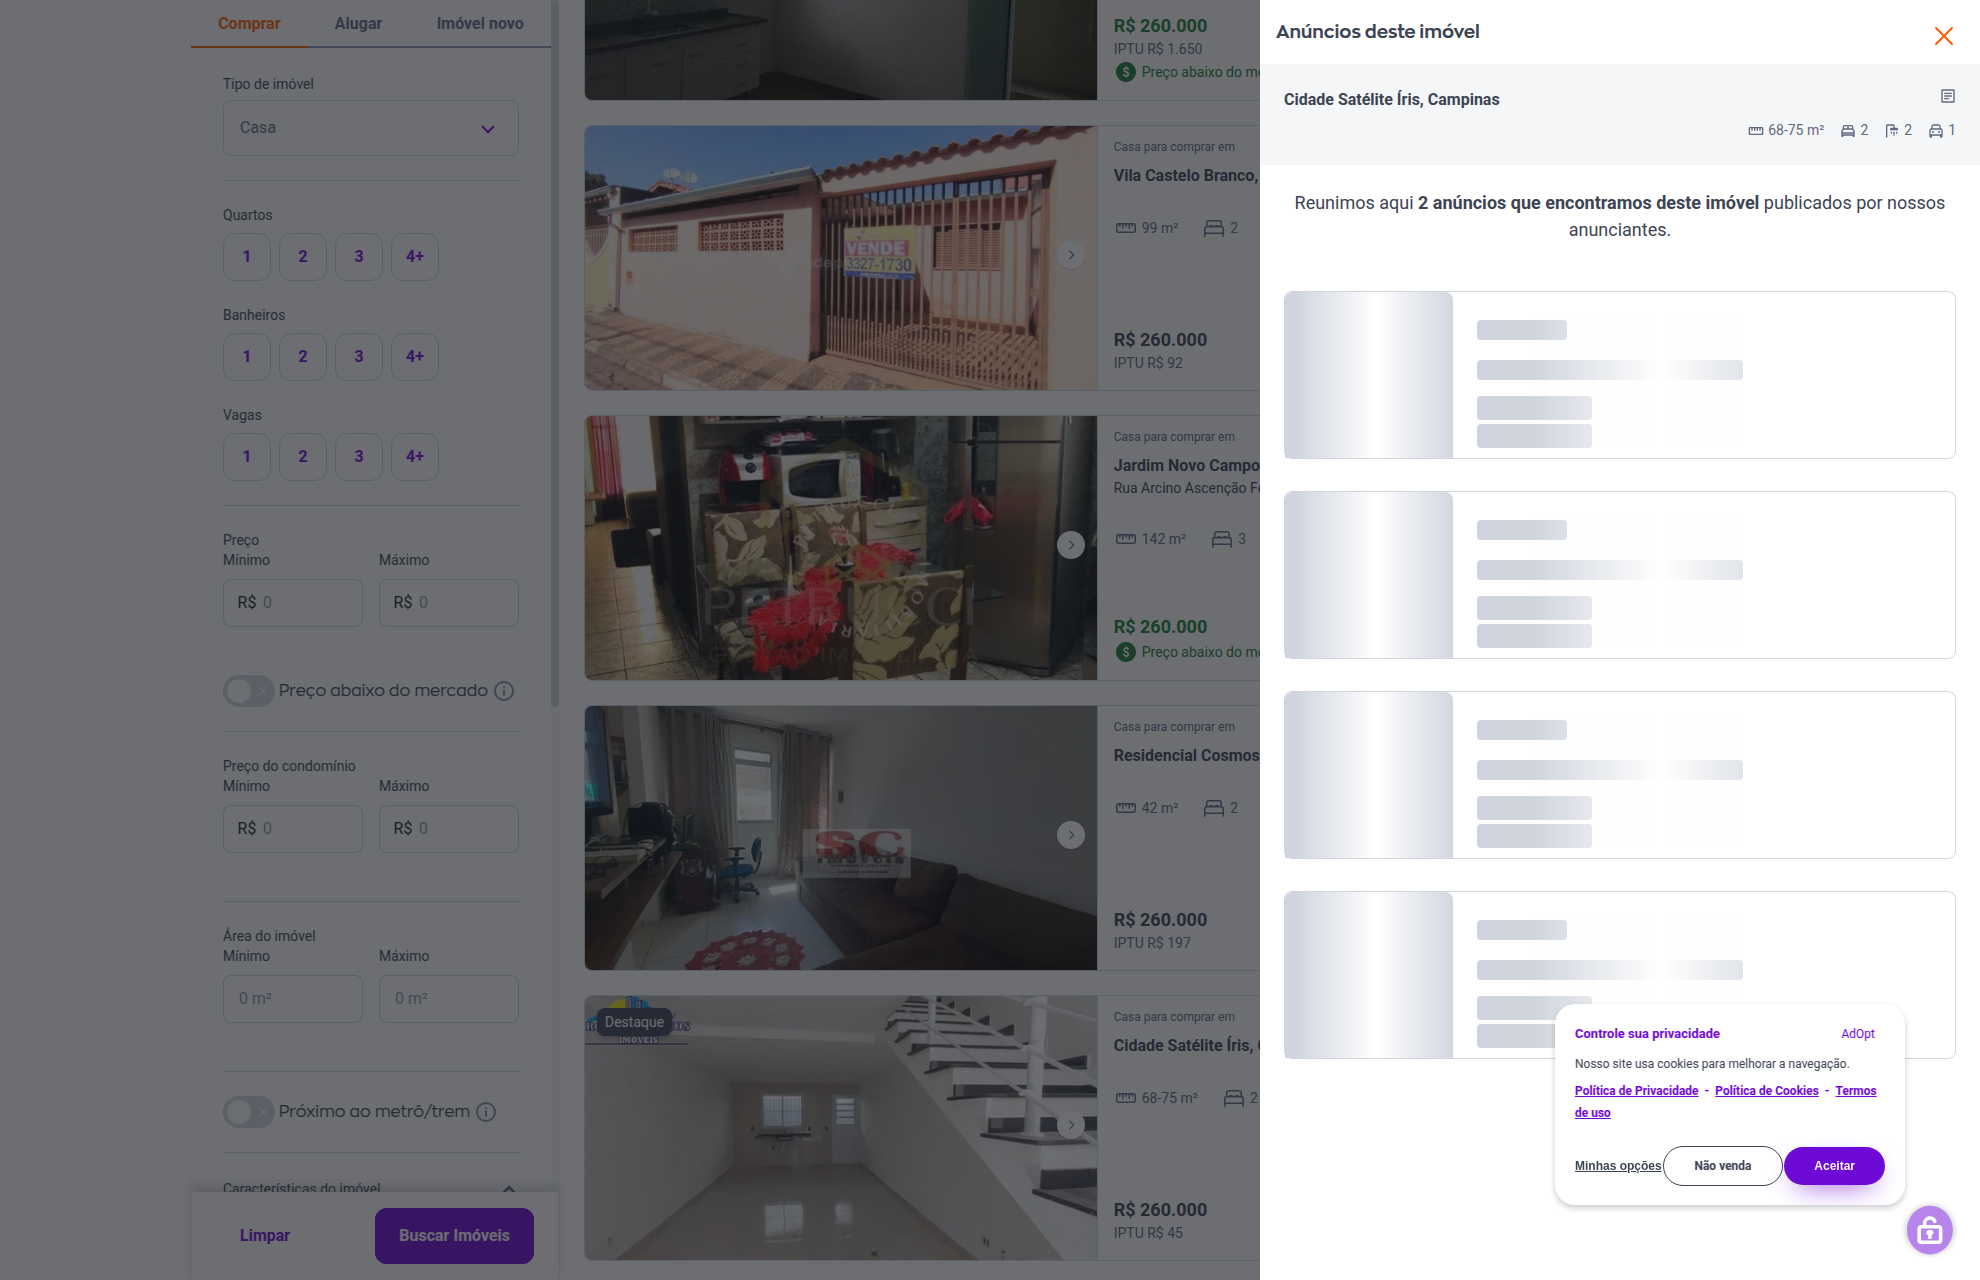 Comprar Alugar Imóvel novo
Tipo de imóvel
Casa
Quartos
1 2 3 4+
Banheiros
1 2 3 4+
Vagas
1 2 3 4+
Preço
Mínimo Máximo
R$ 0 R$ 0
Preço abaixo do mercado
Preço do condomínio
Mínimo Máximo
R$ 0 R$ 0
Área do imóvel
Mínimo Máximo
0 m² 0 m²
Próximo ao metrô/trem
Características do imóvel
Limpar Buscar Imóveis
R$ 260.000
IPTU R$ 1.650
Preço abaixo do me
VENDE
3327-1730
Casa para comprar em
Vila Castelo Branco,
99 m² 2
R$ 260.000
IPTU R$ 92
Casa para comprar em
Jardim Novo Campo
Rua Arcino Ascenção Fe
142 m² 3
R$ 260.000
Preço abaixo do me
SC
Casa para comprar em
Residencial Cosmos
42 m² 2
R$ 260.000
IPTU R$ 197
Destaque
IMÓVEIS
Casa para comprar em
Cidade Satélite Íris, C
68-75 m² 2
R$ 260.000
IPTU R$ 45
Anúncios deste imóvel
Cidade Satélite Íris, Campinas
68-75 m² 2 2 1
Reunimos aqui 2 anúncios que encontramos deste imóvel publicados por nossos
anunciantes.
Controle sua privacidade AdOpt
Nosso site usa cookies para melhorar a navegação.
Política de Privacidade - Política de Cookies - Termos
de uso
Minhas opções Não venda Aceitar